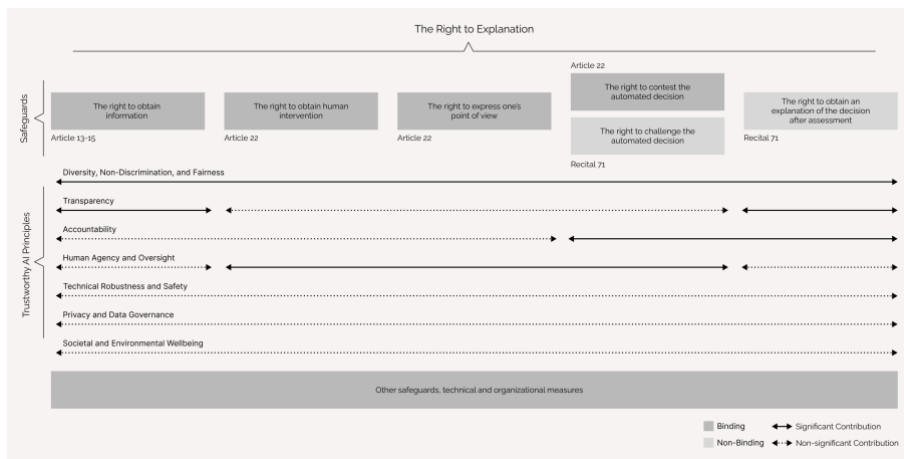 The Right to Explanation
Safeguards
Article 22
The right to obtain
information
Article 13-15
The right to obtain human
intervention
Article 22
The right to express one's
point of view
Article 22
The right to contest the
automated decision
The right to challenge the
automated decision
Recital 71
The right to obtain an
explanation of the decision
after assessment
Recital 71
Trustworthy AI Principles
Diversity, Non-Discrimination, and Fairness
Transparency
Accountability
Human Agency and Oversight
Technical Robustness and Safety
Privacy and Data Governance
Societal and Environmental Wellbeing
Other safeguards, technical and organizational measures
Binding
Significant Contribution
Non-Binding
Non-significant Contribution